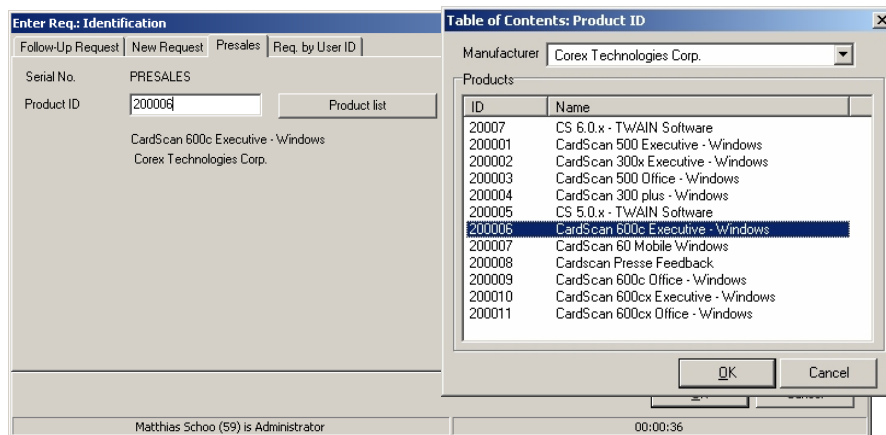 Enter Req.: Identification
Follow-Up Request New Request Presales Req. by User ID
Serial No. PRESALES
Product ID 200006 Product list
CardScan 600c Executive - Windows
Corex Technologies Corp.
Matthias Schoo (59) is Administrator 00:00:36
Table of Contents: Product ID
Manufacturer Corex Technologies Corp.
Products
ID Name
20007 CS 6.0.x - TWAIN Software
200001 CardScan 500 Executive - Windows
200002 CardScan 300x Executive - Windows
200003 CardScan 500 Office - Windows
200004 CardScan 300 plus - Windows
200005 CS 5.0.x - TWAIN Software
200006 CardScan 600c Executive - Windows
200007 CardScan 60 Mobile Windows
200008 Cardscan Presse Feedback
200009 CardScan 600c Office - Windows
200010 CardScan 600cx Executive - Windows
200011 CardScan 600cx Office - Windows
OK Cancel